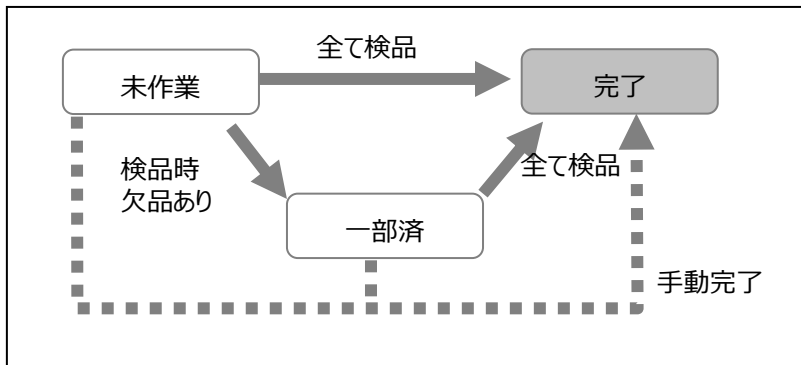 全て検品
未作業
完了
検品時
欠品あり
全て検品
一部済
手動完了